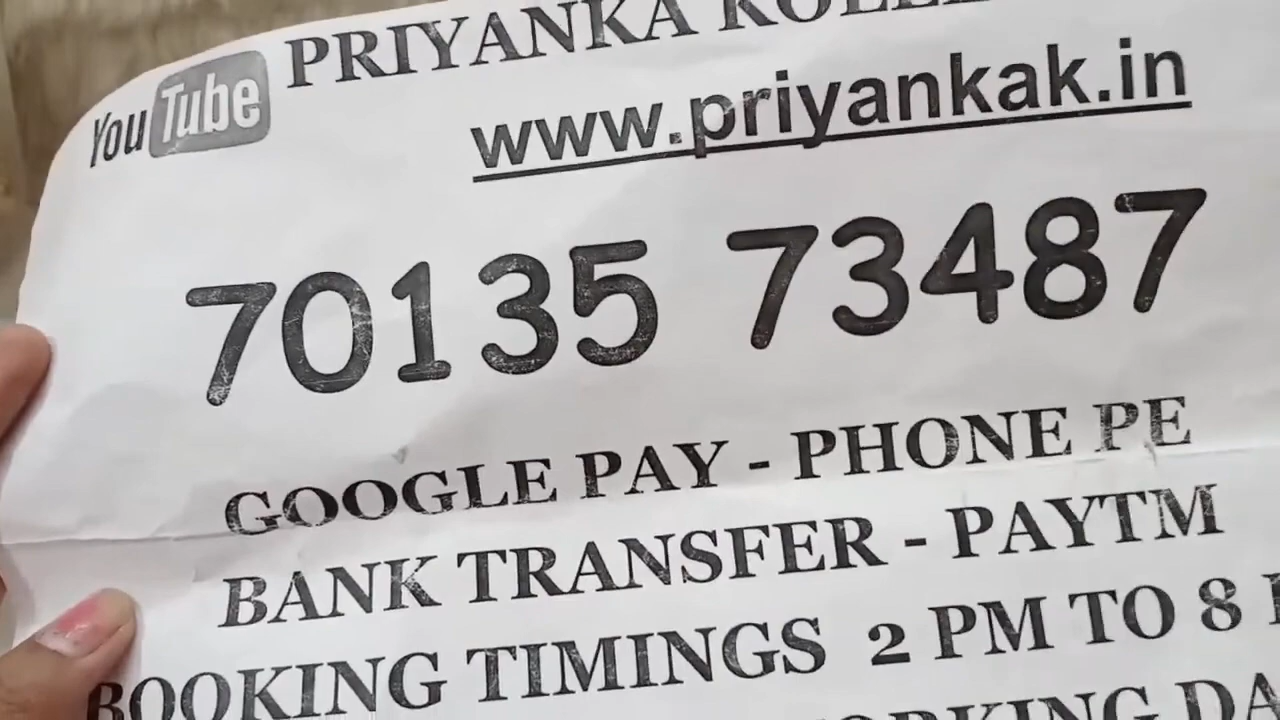 YouTube PRIYANKA
www.priyankak.in
70135 73487
GOOGLE PAY - PHONE PE
BANK TRANSFER - PAYTM
BOOKING TIMINGS 2 PM TO 8